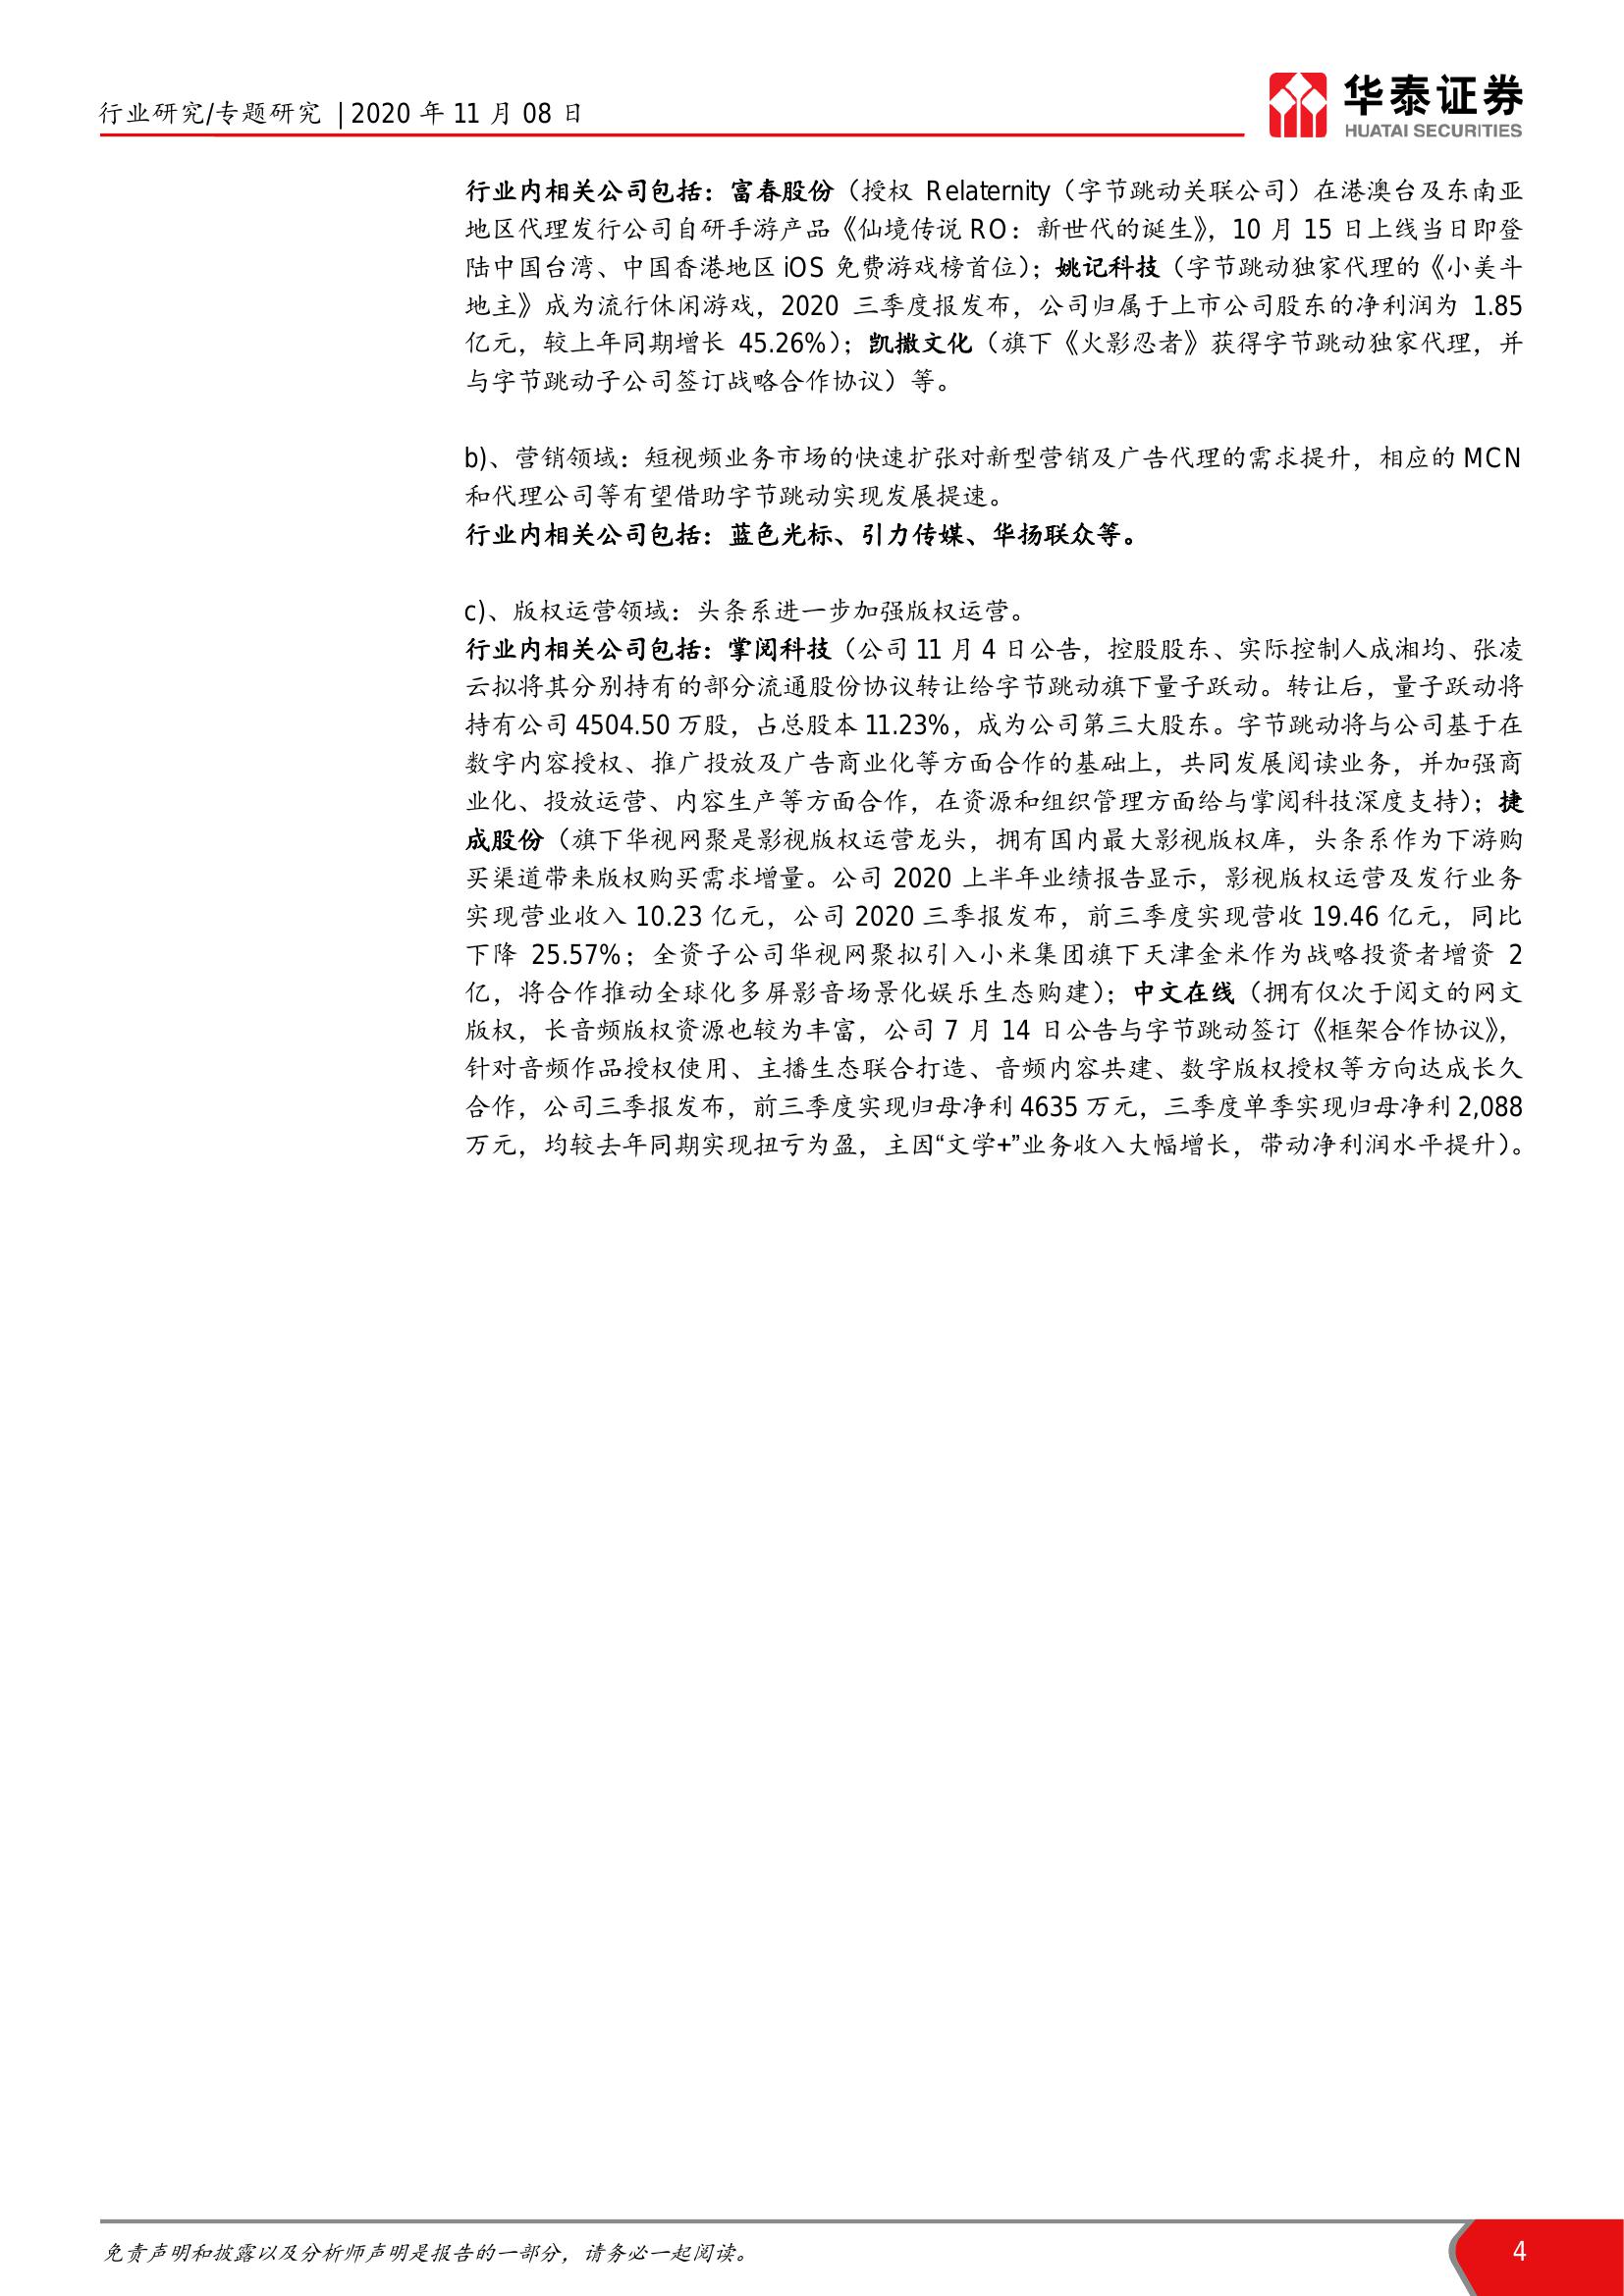 行业研究/专题研究 | 2020 年 11 月 08 日
华泰证券
HUATAI SECURITIES
行业内相关公司包括：富春股份（授权 Relaternity（字节跳动关联公司）在港澳台及东南亚
地区代理发行公司自研手游产品《仙境传说 RO：新世代的诞生》，10 月 15 日上线当日即登
陆中国台湾、中国香港地区 iOS 免费游戏榜首位）；姚记科技（字节跳动独家代理的《小美斗
地主》成为流行休闲游戏，2020 三季度报发布，公司归属于上市公司股东的净利润为 1.85
亿元，较上年同期增长 45.26%）；凯撒文化（旗下《火影忍者》获得字节跳动独家代理，并
与字节跳动子公司签订战略合作协议）等。
b)、营销领域：短视频业务市场的快速扩张对新型营销及广告代理的需求提升，相应的 MCN
和代理公司等有望借助字节跳动实现发展提速。
行业内相关公司包括：蓝色光标、引力传媒、华扬联众等。
c)、版权运营领域：头条系进一步加强版权运营。
行业内相关公司包括：掌阅科技（公司 11 月 4 日公告，控股股东、实际控制人成湘均、张凌
云拟将其分别持有的部分流通股份协议转让给字节跳动旗下量子跃动。转让后，量子跃动将
持有公司 4504.50 万股，占总股本 11.23%，成为公司第三大股东。字节跳动将与公司基于在
数字内容授权、推广投放及广告商业化等方面合作的基础上，共同发展阅读业务，并加强商
业化、投放运营、内容生产等方面合作，在资源和组织管理方面给与掌阅科技深度支持）；捷
成股份（旗下华视网聚是影视版权运营龙头，拥有国内最大影视版权库，头条系作为下游购
买渠道带来版权购买需求增量。公司 2020 上半年业绩报告显示，影视版权运营及发行业务
实现营业收入 10.23 亿元，公司 2020 三季报发布，前三季度实现营收 19.46 亿元，同比
下降 25.57%；全资子公司华视网聚拟引入小米集团旗下天津金米作为战略投资者增资 2
亿，将合作推动全球化多屏影音场景化娱乐生态购建）；中文在线（拥有仅次于阅文的网文
版权，长音频版权资源也较为丰富，公司 7 月 14 日公告与字节跳动签订《框架合作协议》，
针对音频作品授权使用、主播生态联合打造、音频内容共建、数字版权授权等方向达成长久
合作，公司三季报发布，前三季度实现归母净利 4635 万元，三季度单季实现归母净利 2,088
万元，均较去年同期实现扭亏为盈，主因“文学+”业务收入大幅增长，带动净利润水平提升）。
免责声明和披露以及分析师声明是报告的一部分，请务必一起阅读。
4